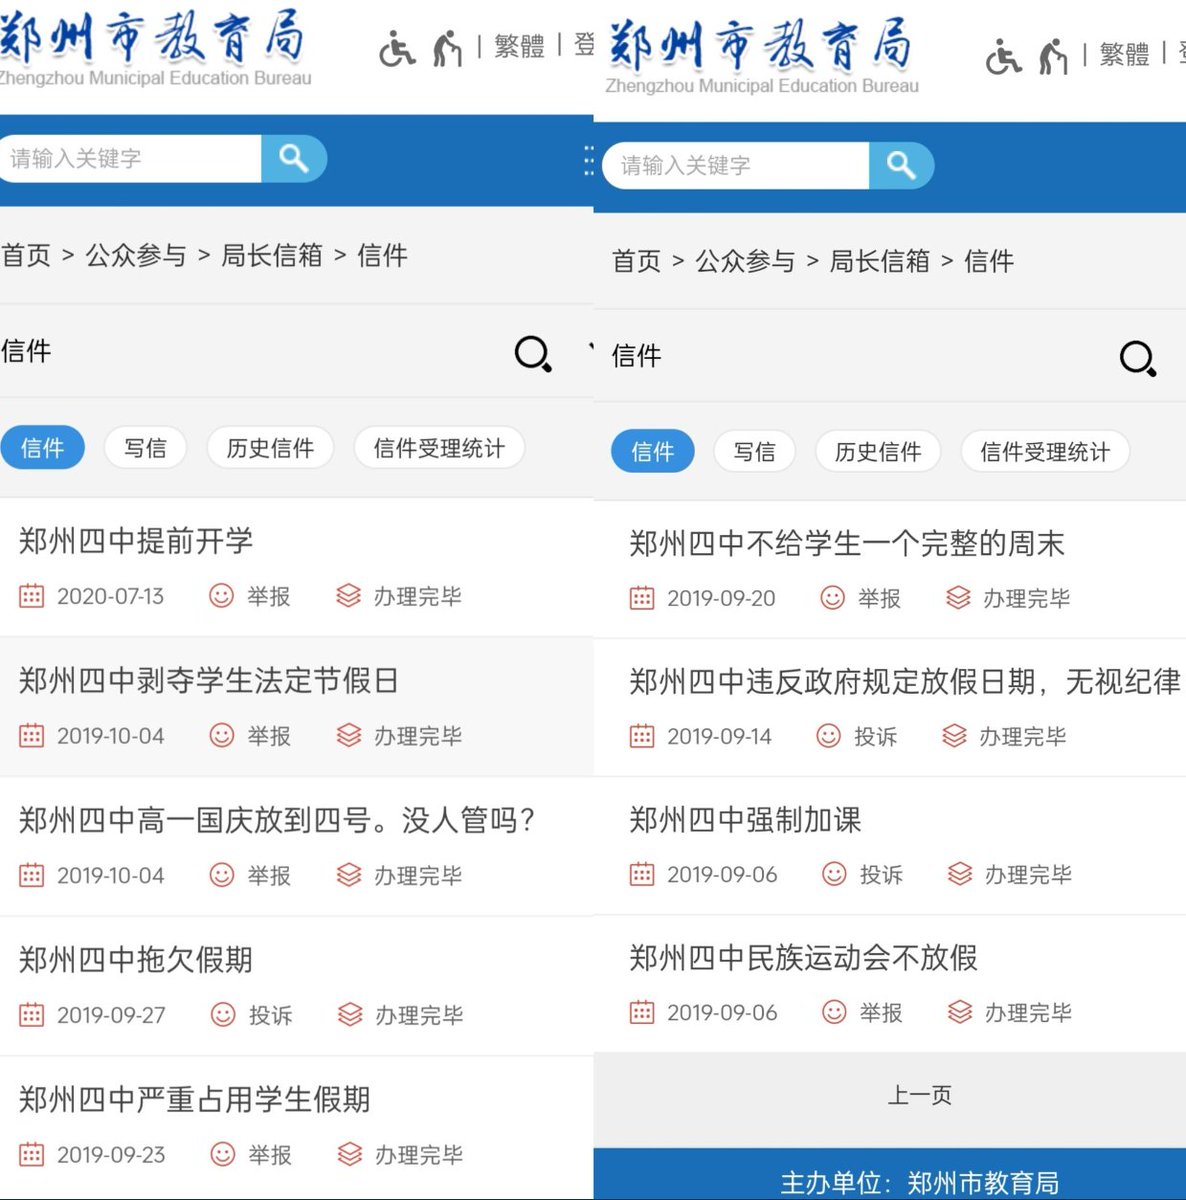 郑州市教育局
Zhengzhou Municipal Education Bureau
| 繁體 | 登
请输入关键字
首页 > 公众参与 > 局长信箱 > 信件
信件
信件 写信 历史信件 信件受理统计
郑州四中提前开学
2020-07-13 举报 办理完毕
郑州四中剥夺学生法定节假日
2019-10-04 举报 办理完毕
郑州四中高一国庆放到四号。没人管吗？
2019-10-04 举报 办理完毕
郑州四中拖欠假期
2019-09-27 投诉 办理完毕
郑州四中严重占用学生假期
2019-09-23 举报 办理完毕
郑州市教育局
Zhengzhou Municipal Education Bureau
| 繁體 |
请输入关键字
首页 > 公众参与 > 局长信箱 > 信件
信件
信件 写信 历史信件 信件受理统计
郑州四中不给学生一个完整的周末
2019-09-20 举报 办理完毕
郑州四中违反政府规定放假日期，无视纪律
2019-09-14 投诉 办理完毕
郑州四中强制加课
2019-09-06 投诉 办理完毕
郑州四中民族运动会不放假
2019-09-06 举报 办理完毕
上一页
主办单位：郑州市教育局